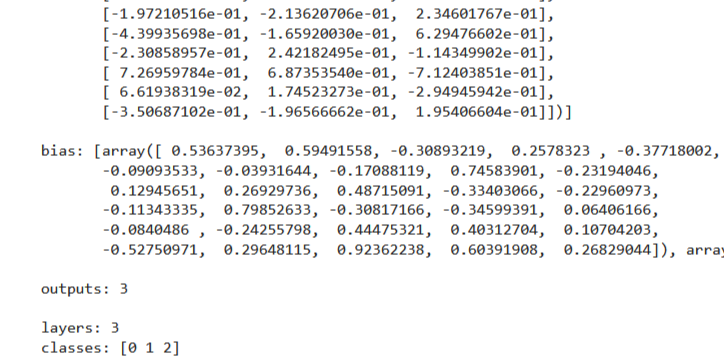 [-1.97210516e-01, -2.13620706e-01,  2.34601767e-01],
[-4.39935698e-01, -1.65920030e-01,  6.29476602e-01],
[-2.30858957e-01,  2.42182495e-01, -1.14349902e-01],
[ 7.26959784e-01,  6.87353540e-01, -7.12403851e-01],
[ 6.61938319e-02,  1.74523273e-01, -2.94945942e-01],
[-3.50687102e-01, -1.96566662e-01,  1.95406604e-01]])]
bias: [array([ 0.53637395,  0.59491558, -0.30893219,  0.2578323 , -0.37718002,
-0.09093533, -0.03931644, -0.17088119,  0.74583901, -0.23194046,
0.12945651,  0.26929736,  0.48715091, -0.33403066, -0.22960973,
-0.11343335,  0.79852633, -0.30817166, -0.34599391,  0.06406166,
-0.0840486 , -0.24255798,  0.44475321,  0.40312704,  0.10704203,
-0.52750971,  0.29648115,  0.92362238,  0.60391908,  0.26829044]), array
outputs: 3
layers: 3
classes: [0 1 2]